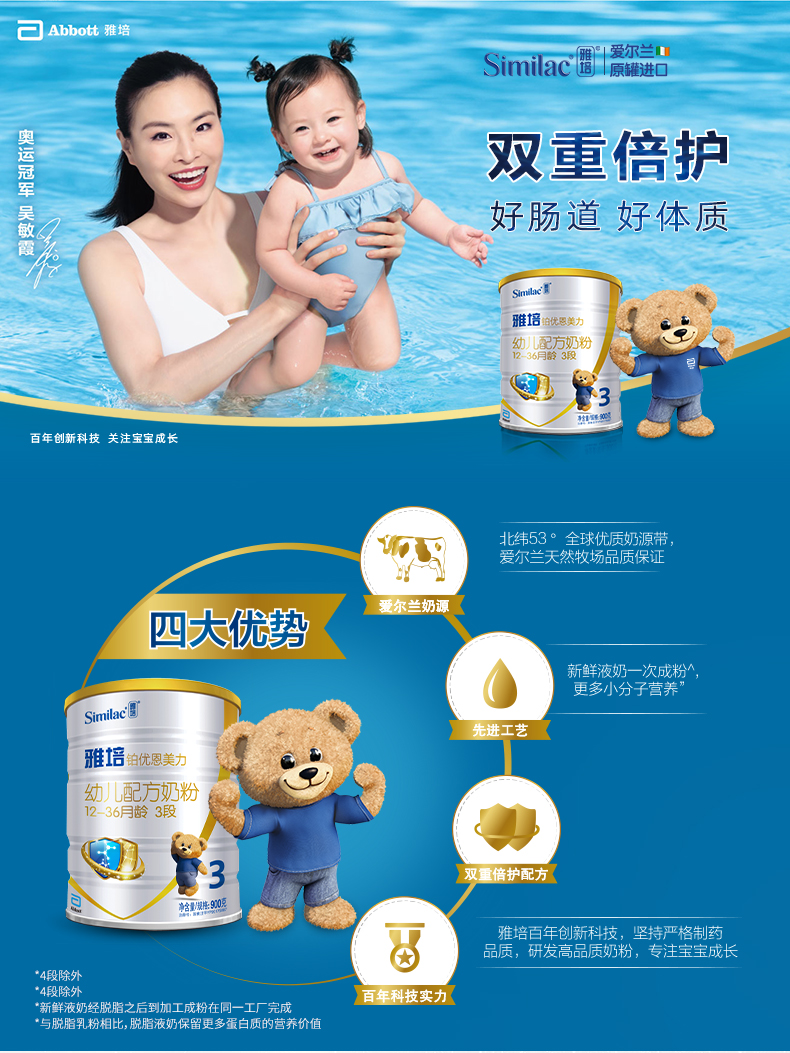 Abbott 雅培
Similac 雅培 爱尔兰
原罐进口
奥运冠军 吴敏霞
双重倍护
好肠道 好体质
Similac 雅培
雅培 铂优恩美力
幼儿配方奶粉
12-36月龄 3段
3
净含量/规格: 900克
Abbott
百年创新科技 关注宝宝成长
北纬53° 全球优质奶源带，
爱尔兰天然牧场品质保证
爱尔兰奶源
四大优势
新鲜液奶一次成粉^，
更多小分子营养”
先进工艺
Similac 雅培
雅培 铂优恩美力
幼儿配方奶粉
12-36月龄 3段
3
净含量/规格: 900克
Abbott
双重倍护配方
雅培百年创新科技，坚持严格制药
品质，研发高品质奶粉，专注宝宝成长
百年科技实力
*4段除外
*4段除外
*新鲜液奶经脱脂之后到加工成粉在同一工厂完成
*与脱脂乳粉相比，脱脂液奶保留更多蛋白质的营养价值